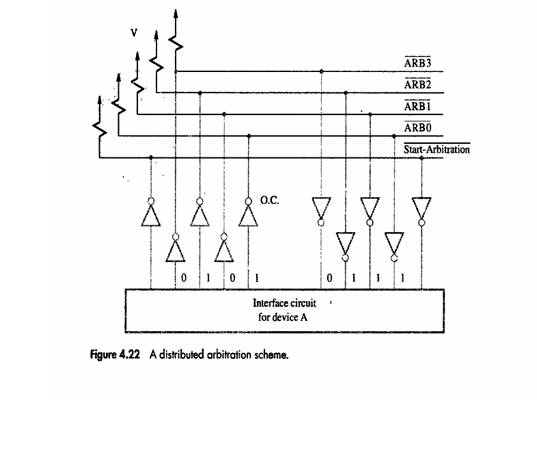 V
ARB3
ARB2
ARB1
ARB0
Start-Arbitration
O.C.
0 1 0 1 0 1 1 1
Interface circuit
for device A
Figure 4.22 A distributed arbitration scheme.